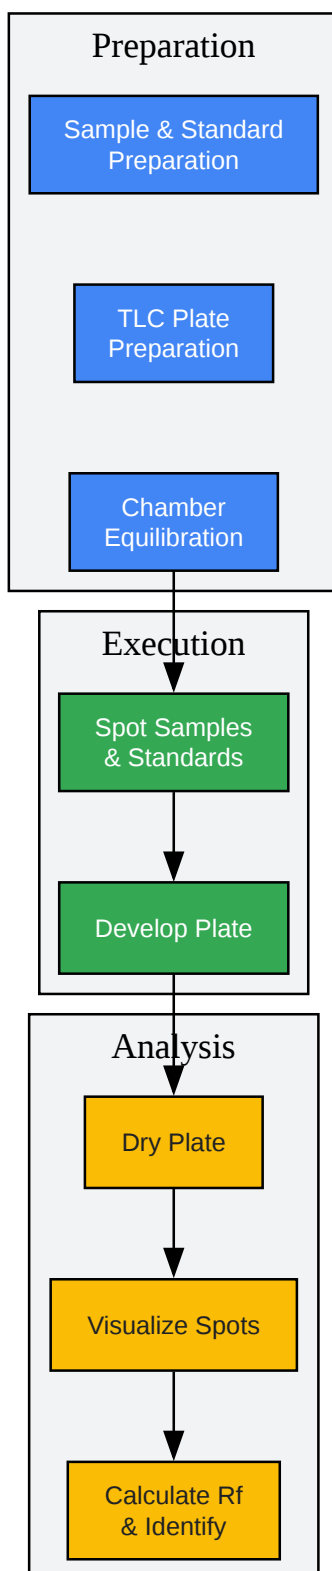 Preparation
Sample & Standard
Preparation
TLC Plate
Preparation
Chamber
Equilibration
Execution
Spot Samples
& Standards
Develop Plate
Analysis
Dry Plate
Visualize Spots
Calculate Rf
& Identify